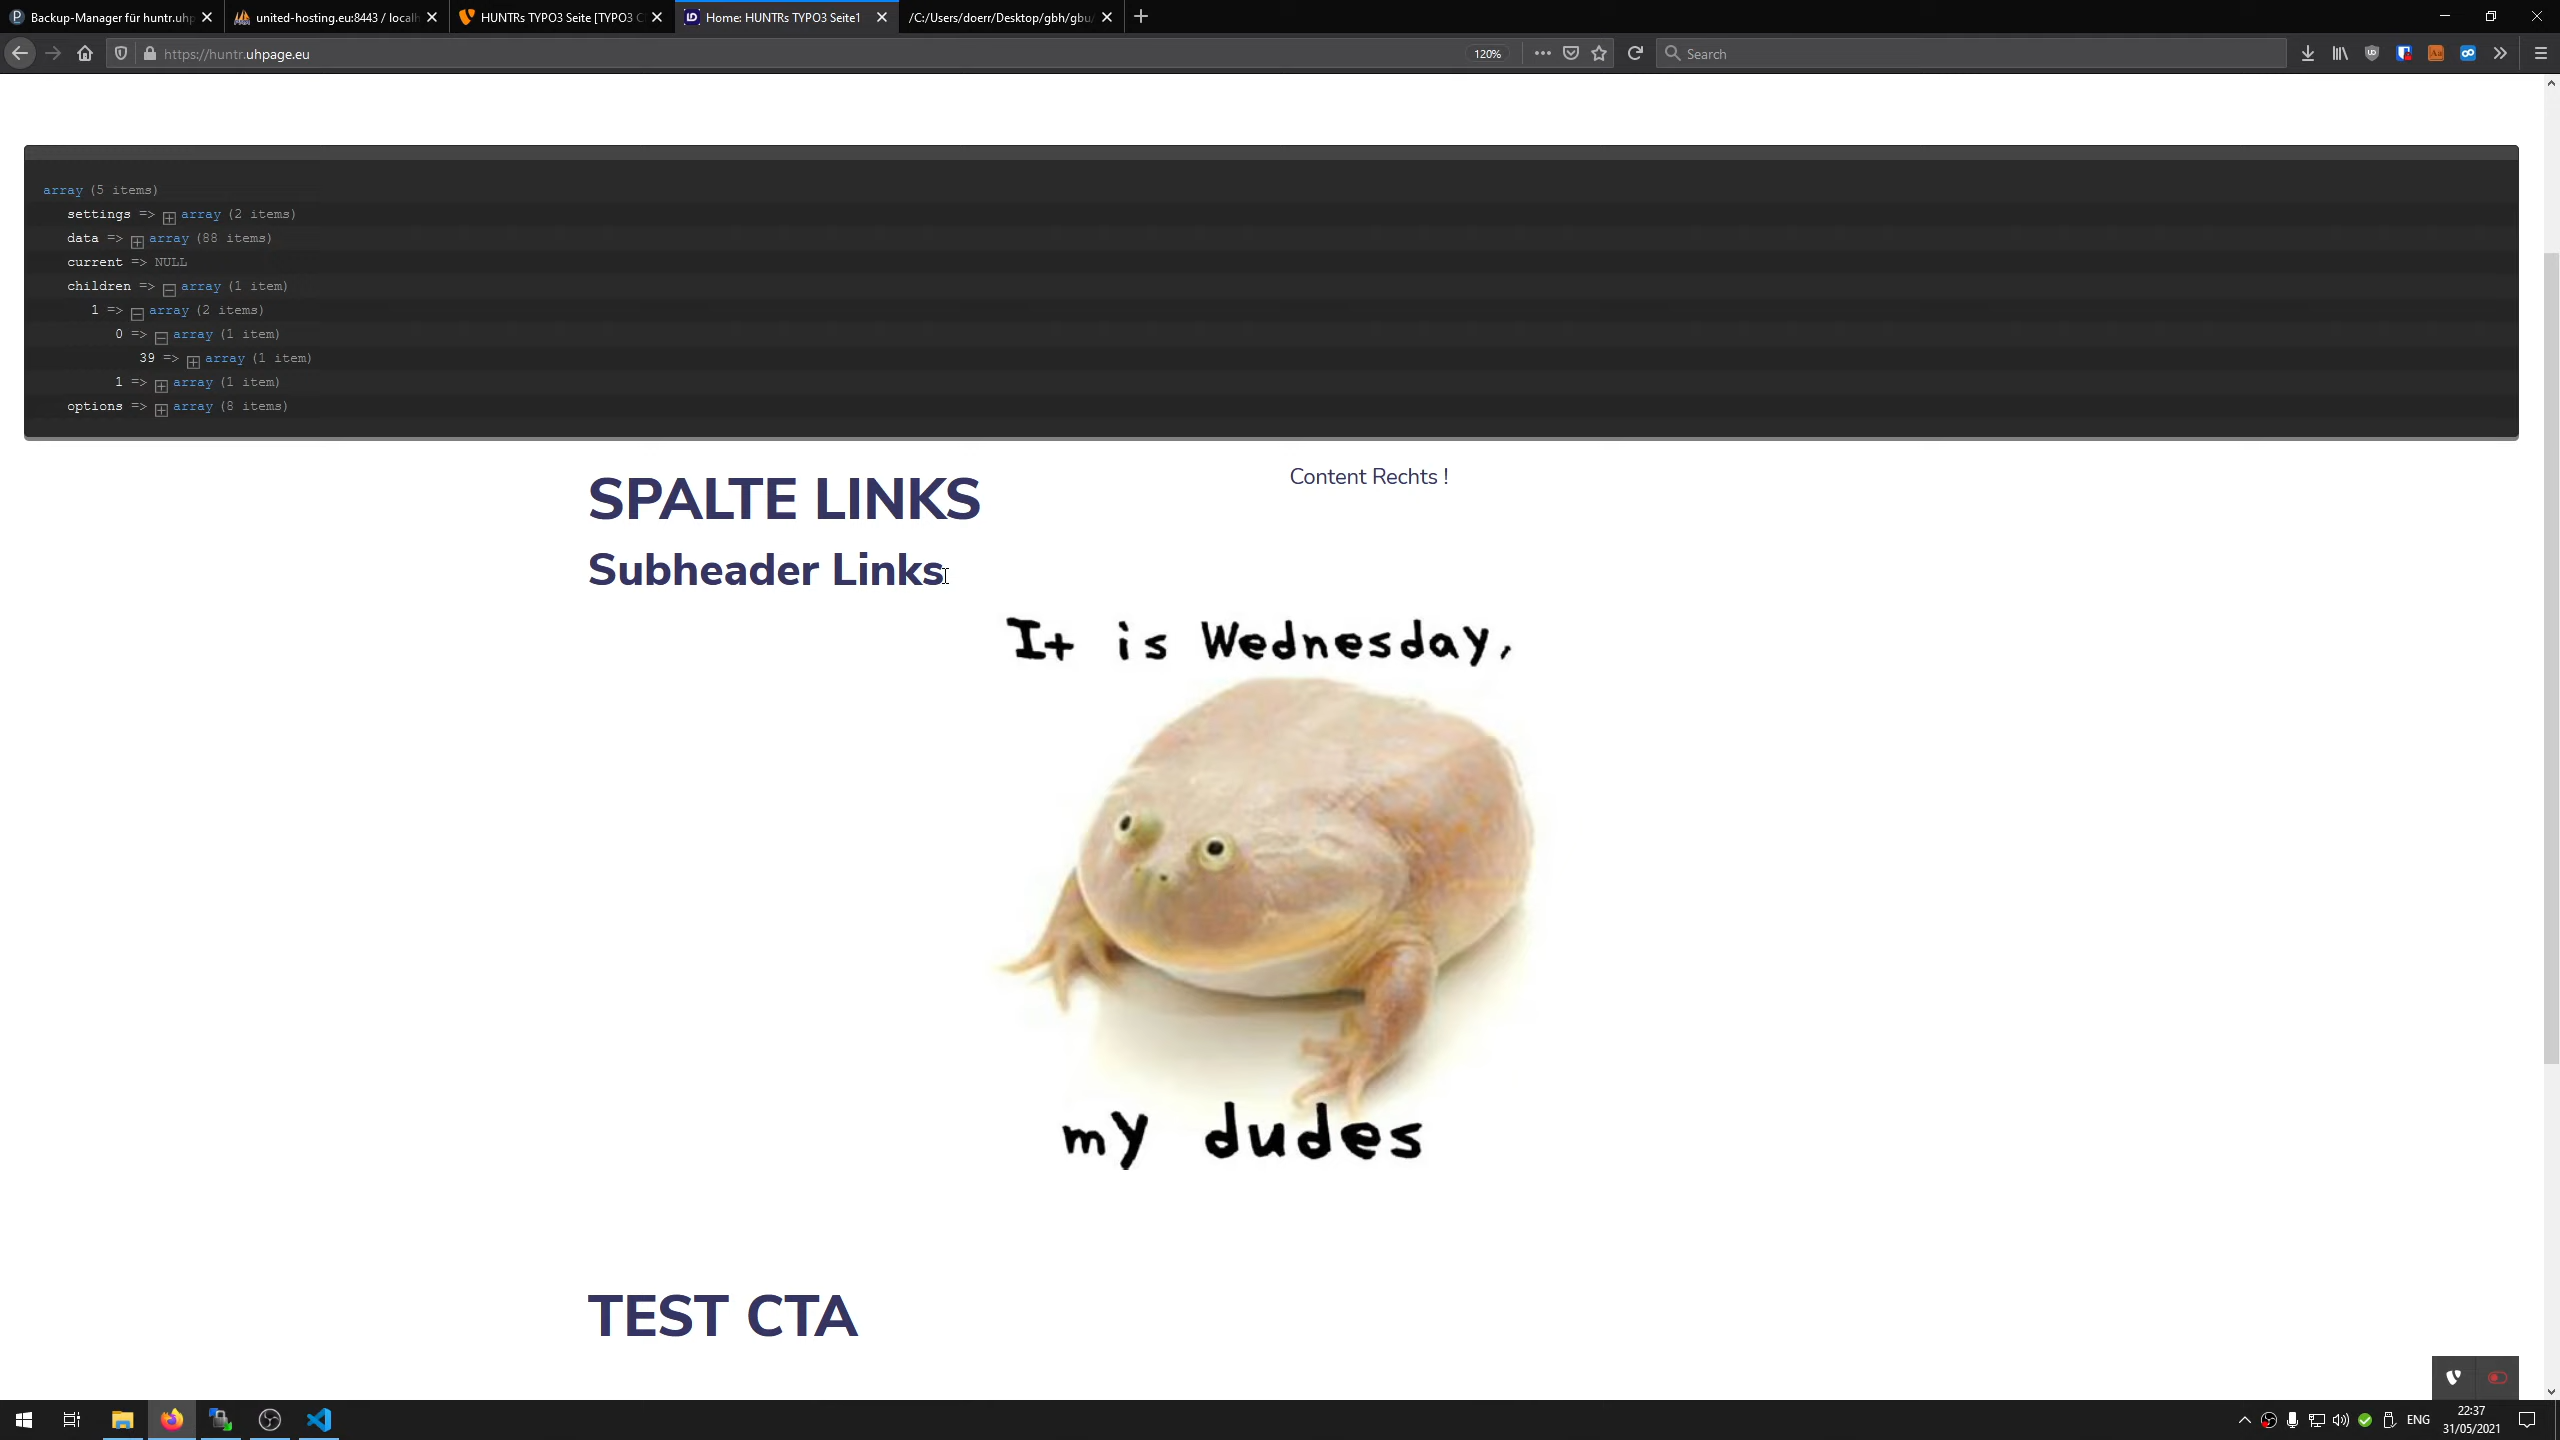 Backup-Manager für huntr.uhp
united-hosting.eu:8443 / localh
HUNTRs TYPO3 Seite [TYPO3 C
Home: HUNTRs TYPO3 Seite1
/C:/Users/doerr/Desktop/gbh/gbu
https://huntr.uhpage.eu
120%
Search
array (5 items)
settings => array (2 items)
data => array (88 items)
current => NULL
children => array (1 item)
1 => array (2 items)
0 => array (1 item)
39 => array (1 item)
1 => array (1 item)
options => array (8 items)
SPALTE LINKS
Content Rechts !
Subheader Links
It is Wednesday,
my dudes
TEST CTA
ENG
22:37
31/05/2021